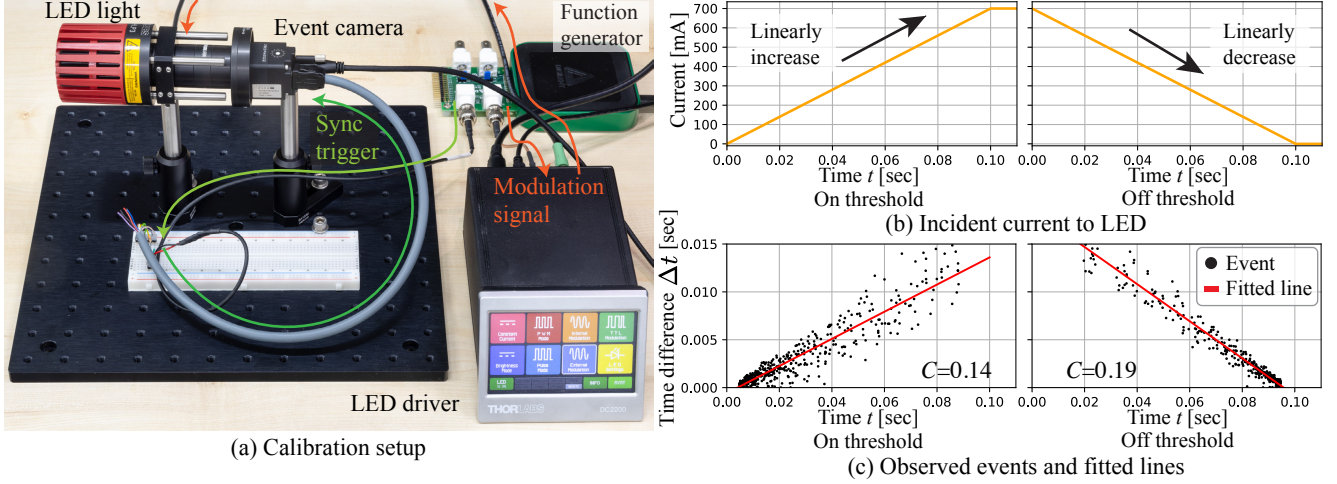 LED light
Event camera
Function
generator
Sync
trigger
Modulation
signal
LED driver
THORLABS
DC2200
Constant
Current
P W M
Mode
Internal
Modulation
T T L
Modulation
Brightness
Mode
Pulse
Mode
External
Modulation
LED
INFO
(a) Calibration setup
Current [mA]
700
600
500
400
300
200
100
0
Linearly
increase
Linearly
decrease
0.00 0.02 0.04 0.06 0.08 0.10
0.00 0.02 0.04 0.06 0.08 0.10
Time t [sec]
On threshold
Time t [sec]
Off threshold
(b) Incident current to LED
Time difference Δt [sec]
0.015
0.010
0.005
0.000
C=0.14
Event
Fitted line
C=0.19
0.00 0.02 0.04 0.06 0.08 0.10
0.00 0.02 0.04 0.06 0.08 0.10
Time t [sec]
On threshold
Time t [sec]
Off threshold
(c) Observed events and fitted lines